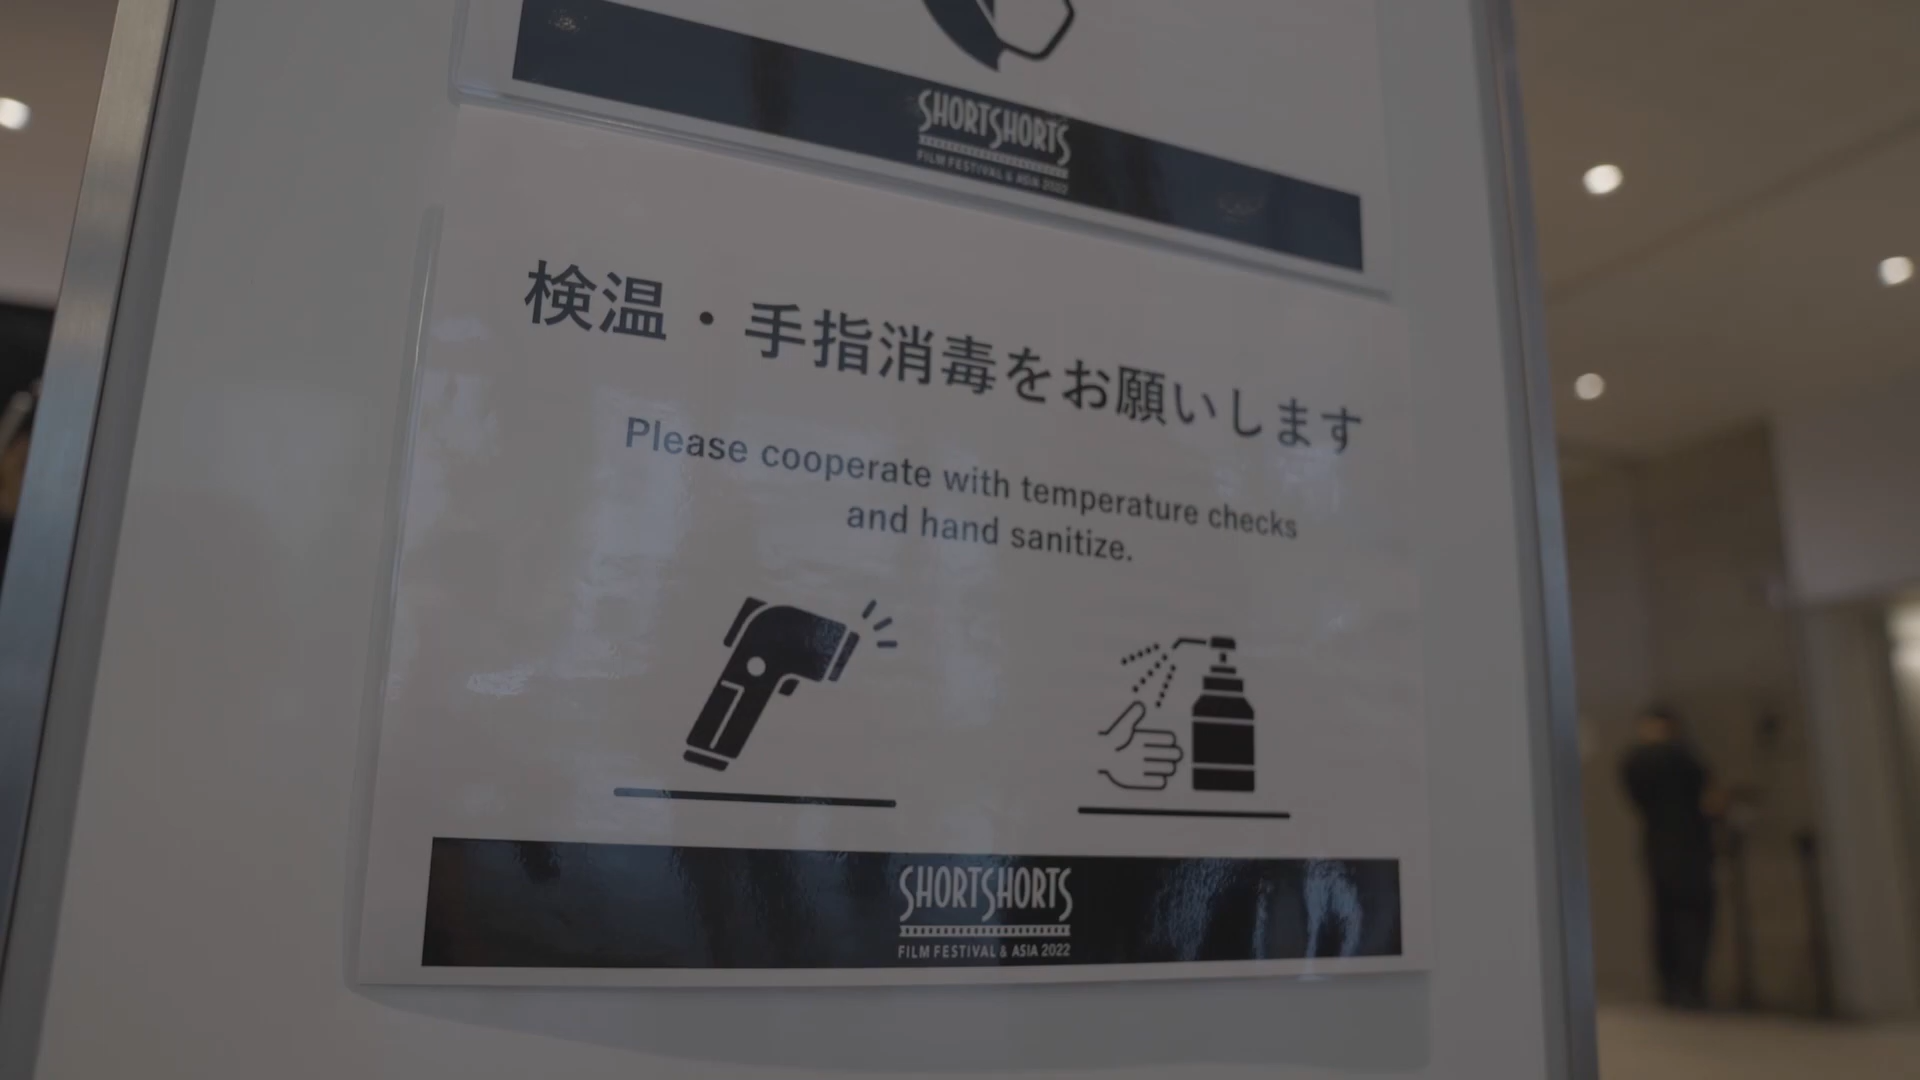 SHORTSHORTS
FILM FESTIVAL & ASIA 2022
検温・手指消毒をお願いします
Please cooperate with temperature checks
and hand sanitize.
SHORTSHORTS
FILM FESTIVAL & ASIA 2022